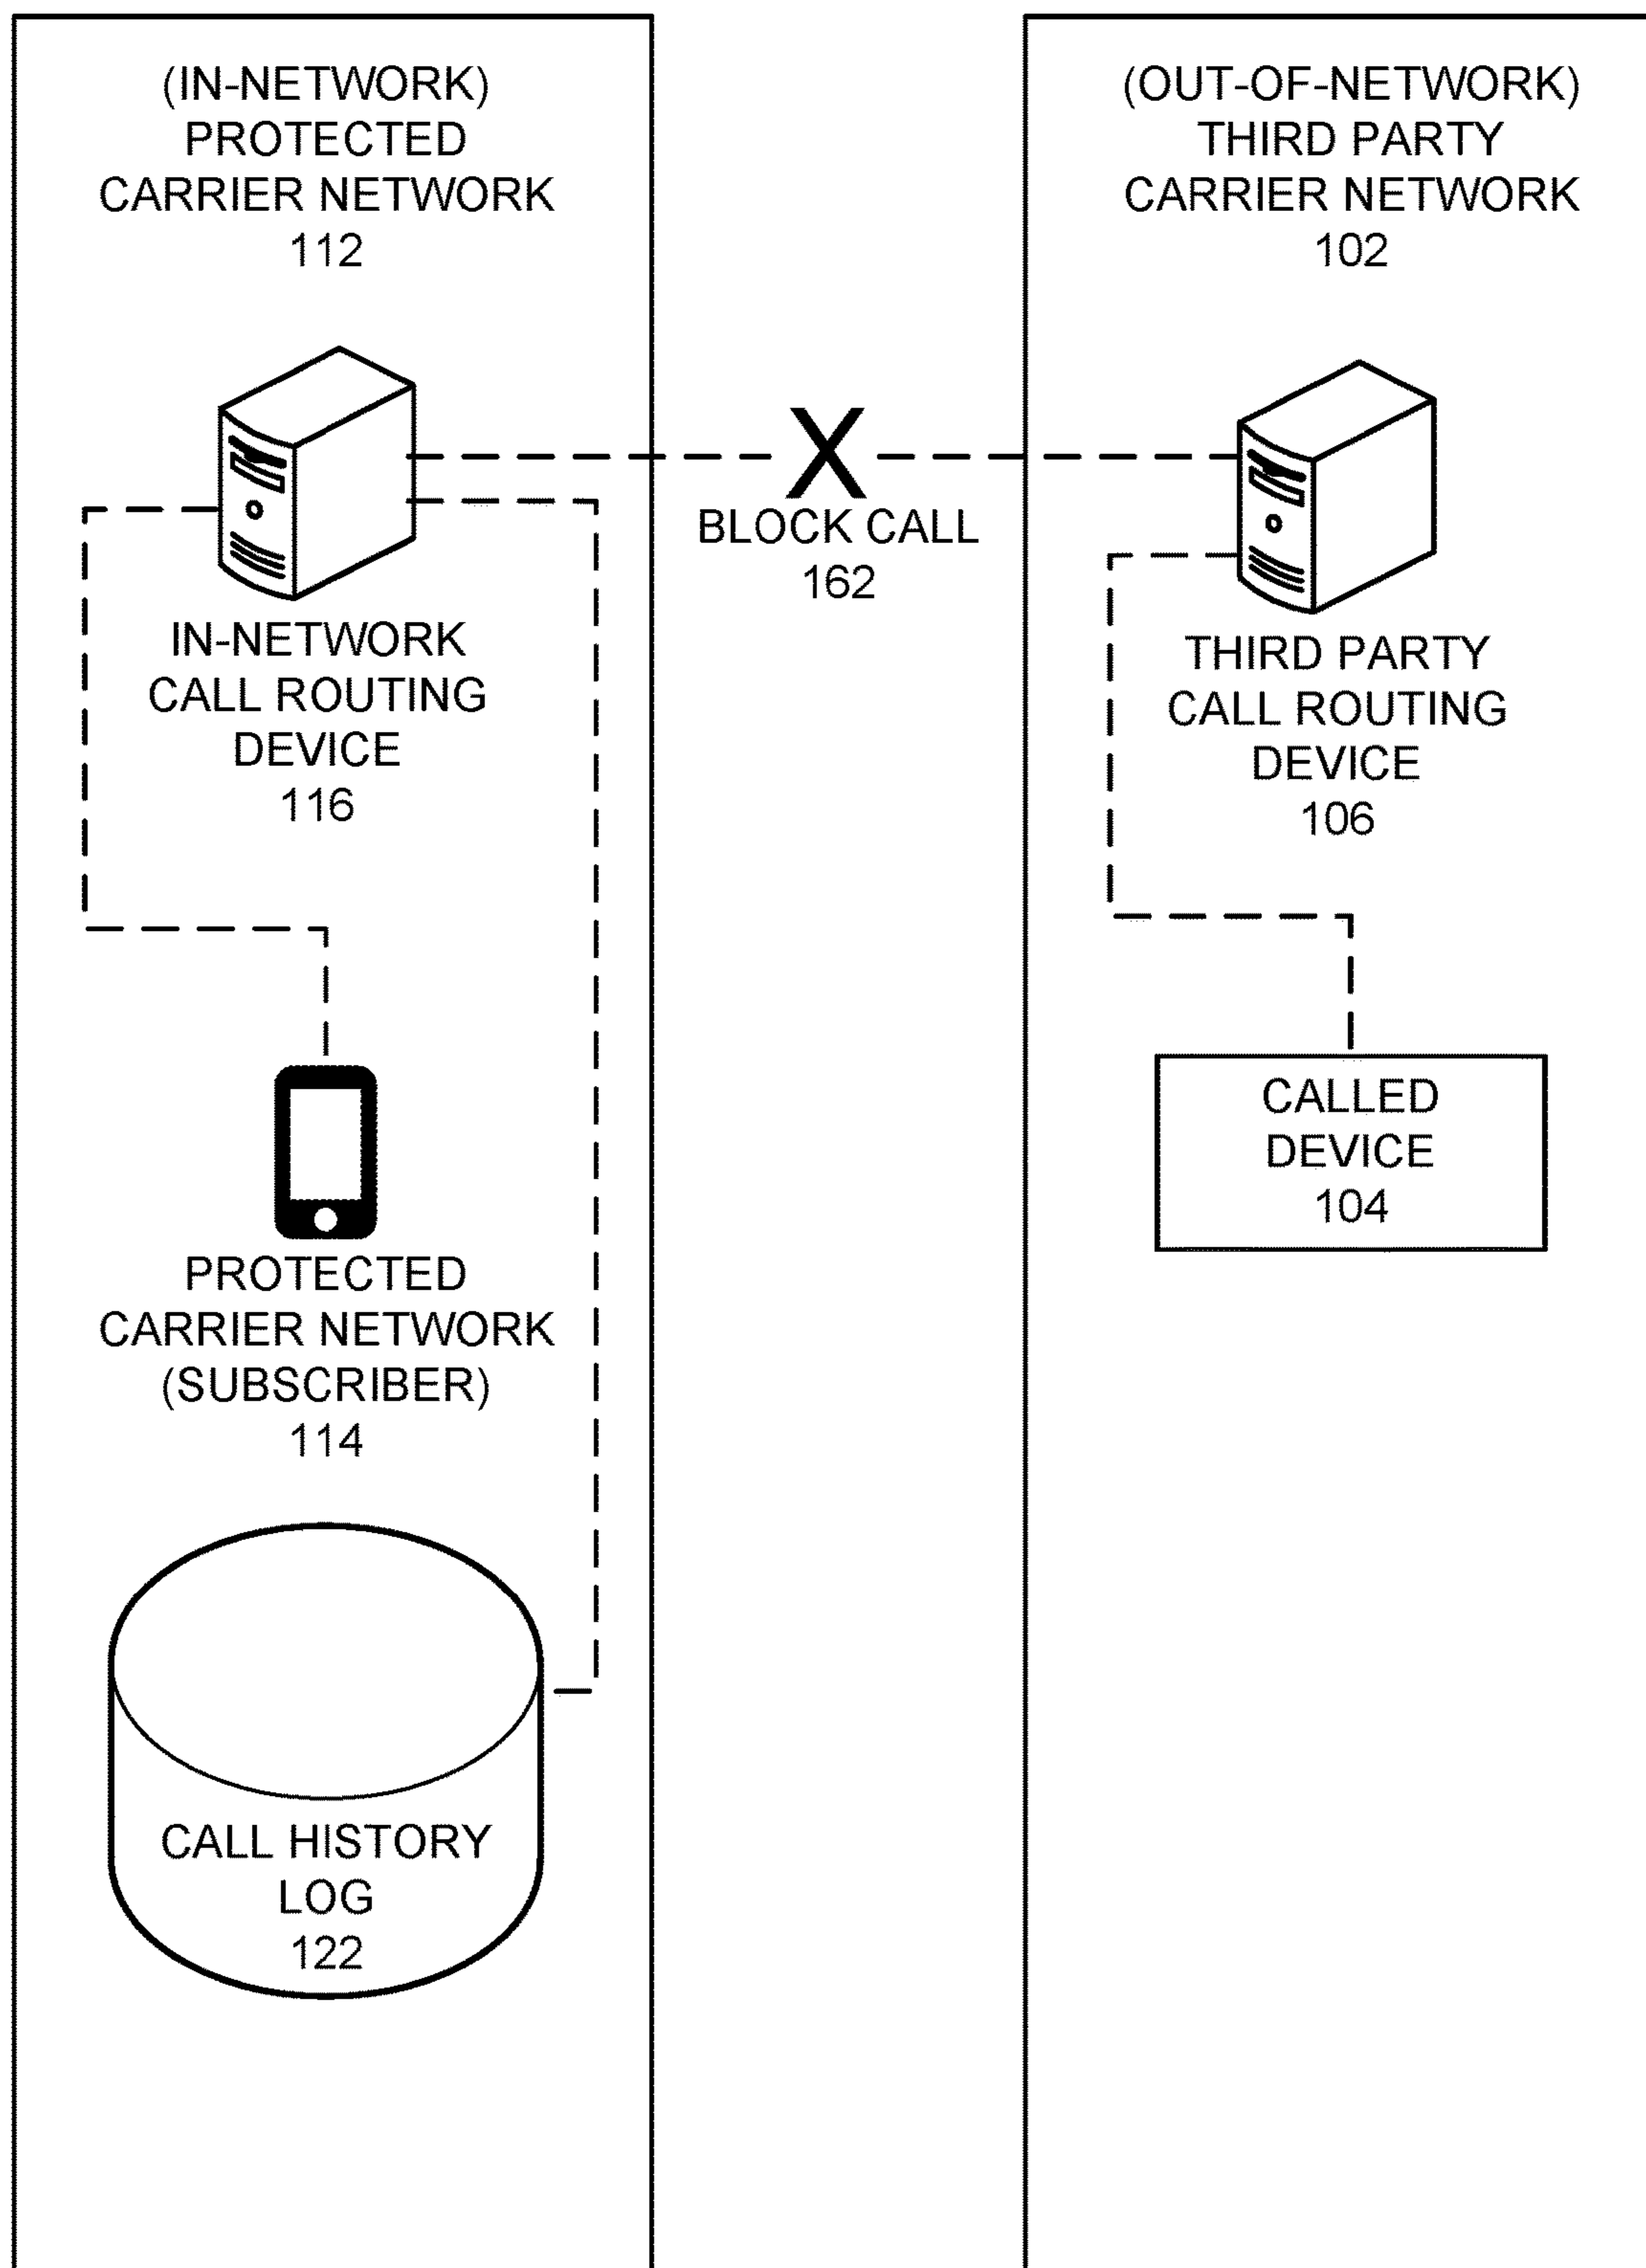 (IN-NETWORK)
PROTECTED
CARRIER NETWORK
112
IN-NETWORK
CALL ROUTING
DEVICE
116
PROTECTED
CARRIER NETWORK
(SUBSCRIBER)
114
CALL HISTORY
LOG
122
X
BLOCK CALL
162
(OUT-OF-NETWORK)
THIRD PARTY
CARRIER NETWORK
102
THIRD PARTY
CALL ROUTING
DEVICE
106
CALLED
DEVICE
104